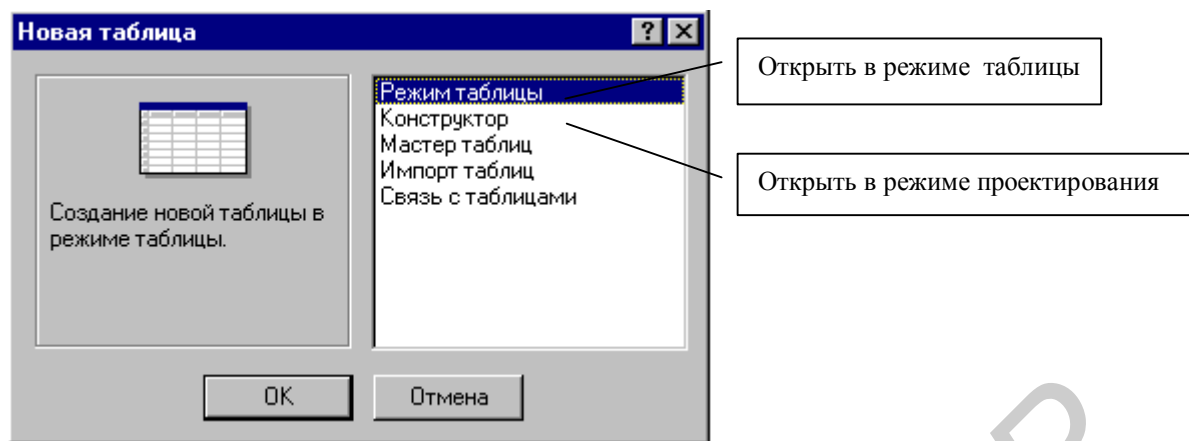 Новая таблица
Режим таблицы
Конструктор
Мастер таблиц
Импорт таблиц
Связь с таблицами
Создание новой таблицы в
режиме таблицы.
OK
Отмена
Открыть в режиме таблицы
Открыть в режиме проектирования